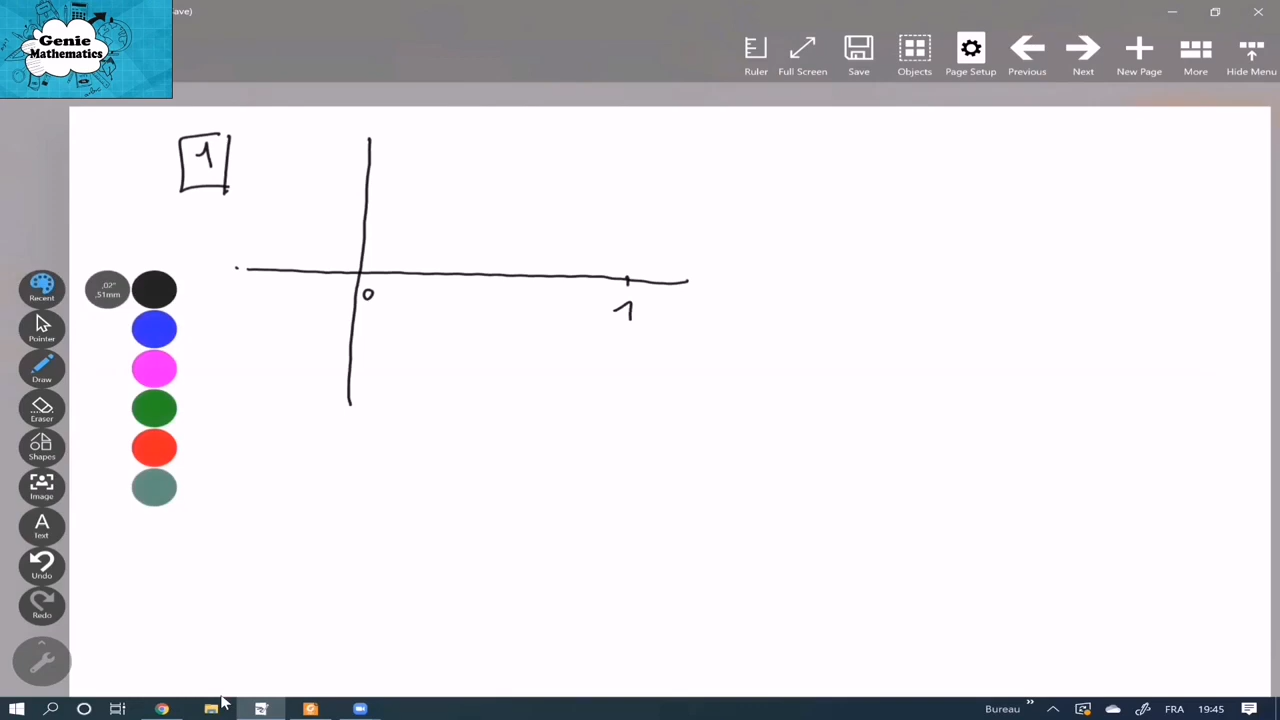 Save)
Genie
Mathematics
Ruler
Full Screen
Save
Objects
Page Setup
Previous
Next
New Page
More
Hide Menu
1
0
1
.02"
.51mm
Recent
Pointer
Draw
Eraser
Shapes
Image
A
Text
Undo
Redo
Bureau
FRA
19:45